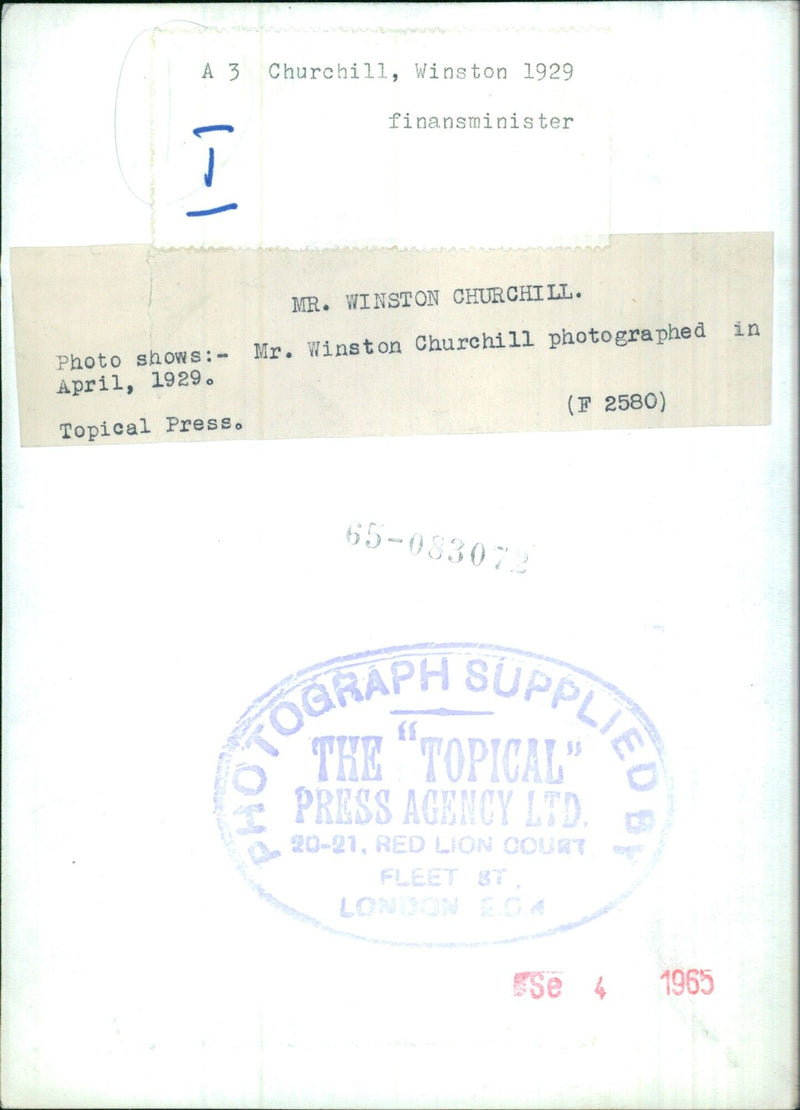 A 3 Churchill, Winston 1929
finansminister
I
MR. WINSTON CHURCHILL.
Photo shows:- Mr. Winston Churchill photographed in
April, 1929.
Topical Press. (F 2580)
65-083072
PHOTOGRAPH SUPPLIED BY
THE "TOPICAL"
PRESS AGENCY LTD.
20-21, RED LION COURT
FLEET ST,
LONDON E.C.4
Se 4 1965